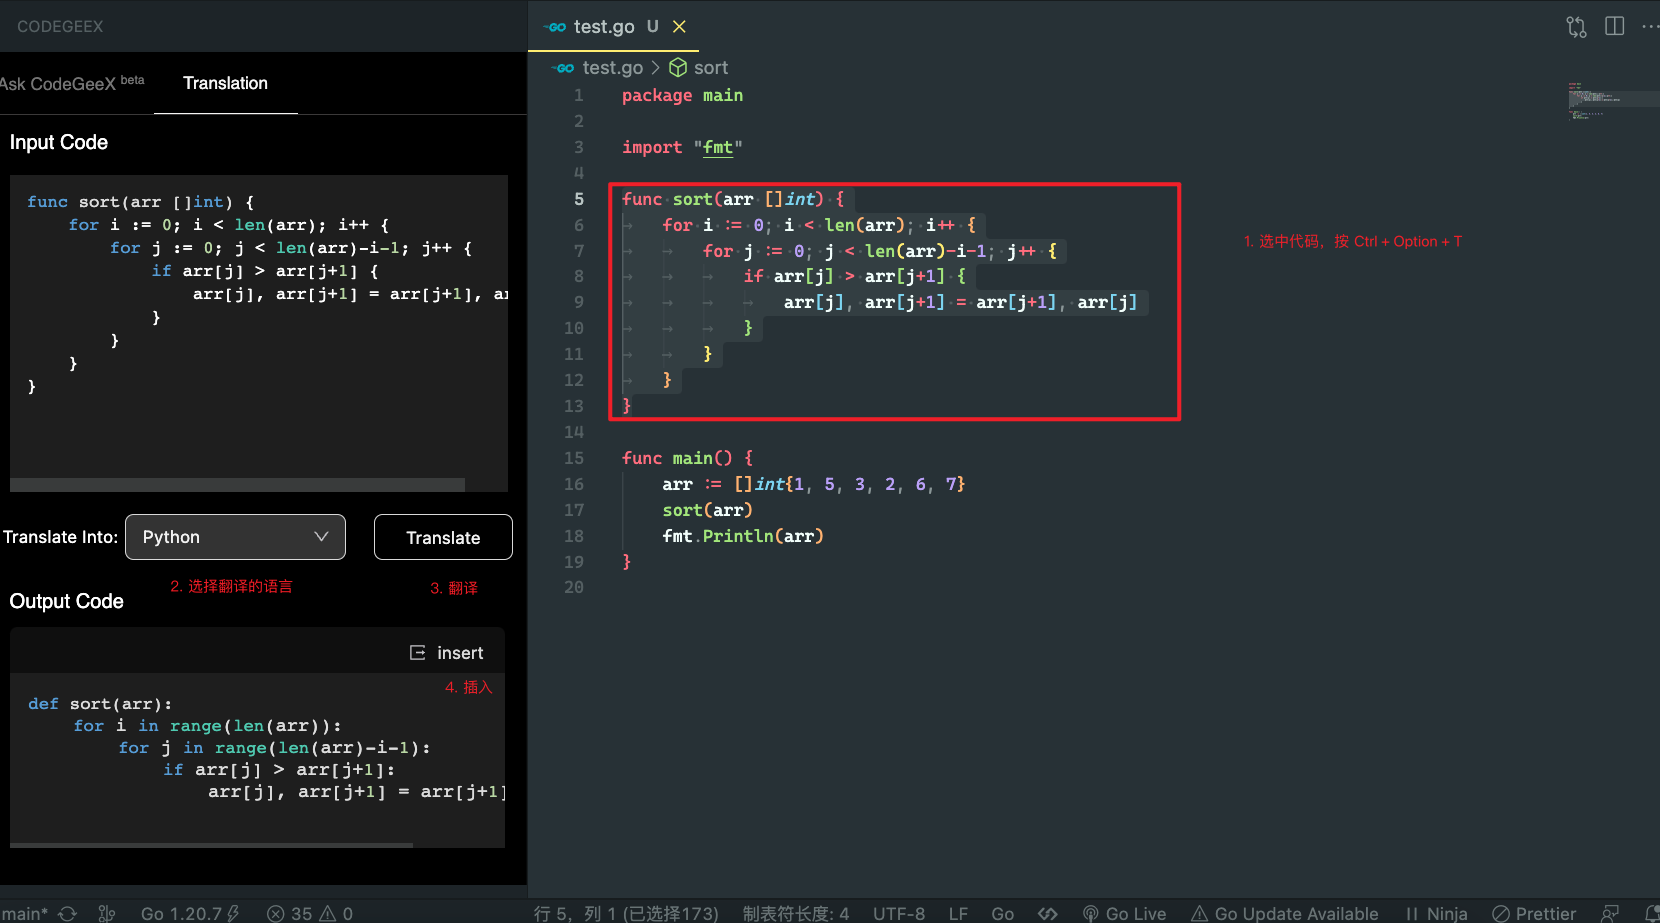 CODEGEEX
Ask CodeGeeX beta
Translation
Input Code
func sort(arr []int) {
    for i := 0; i < len(arr); i++ {
        for j := 0; j < len(arr)-i-1; j++ {
            if arr[j] > arr[j+1] {
                arr[j], arr[j+1] = arr[j+1], ar
            }
        }
    }
}
Translate Into:
Python
Translate
2. 选择翻译的语言
3. 翻译
Output Code
insert
4. 插入
def sort(arr):
    for i in range(len(arr)):
        for j in range(len(arr)-i-1):
            if arr[j] > arr[j+1]:
                arr[j], arr[j+1] = arr[j+1]
test.go U
test.go > sort
1 package main
2
3 import "fmt"
4
5 func sort(arr []int) {
6     for i := 0; i < len(arr); i++ {
7         for j := 0; j < len(arr)-i-1; j++ {
8             if arr[j] > arr[j+1] {
9                 arr[j], arr[j+1] = arr[j+1], arr[j]
10             }
11         }
12     }
13 }
14
15 func main() {
16     arr := []int{1, 5, 3, 2, 6, 7}
17     sort(arr)
18     fmt.Println(arr)
19 }
20
1. 选中代码，按 Ctrl + Option + T
main*
Go 1.20.7
35
0
行 5，列 1 (已选择173)
制表符长度: 4
UTF-8
LF
Go
Go Live
Go Update Available
Ninja
Prettier